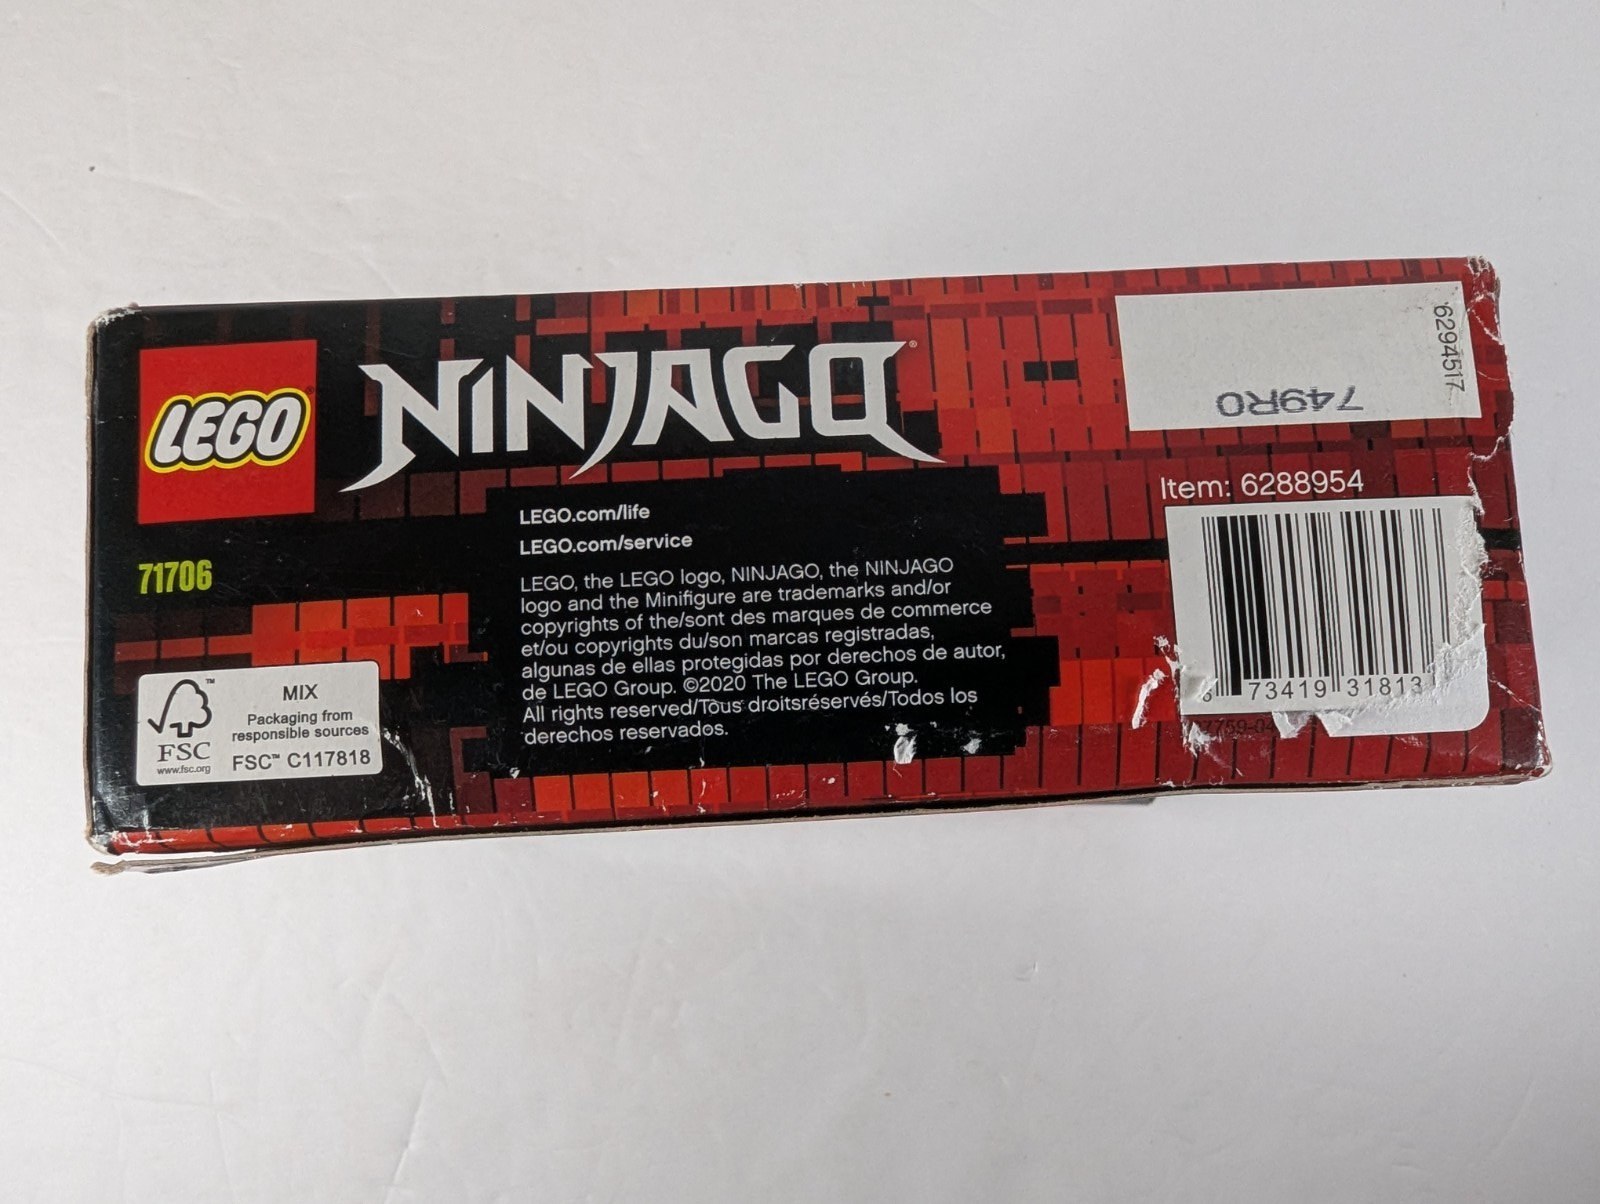 LEGO
NINJAGO®
6294517
749R0
Item: 6288954
LEGO.com/life
LEGO.com/service
71706
LEGO, the LEGO logo, NINJAGO, the NINJAGO
logo and the Minifigure are trademarks and/or
copyrights of the/sont des marques de commerce
et/ou copyrights du/son marcas registradas,
algunas de ellas protegidas por derechos de autor,
de LEGO Group. ©2020 The LEGO Group.
All rights reserved/Tous droitsréservés/Todos los
derechos reservados.
FSC
www.fsc.org
MIX
Packaging from
responsible sources
FSC™ C117818
6 73419 31813